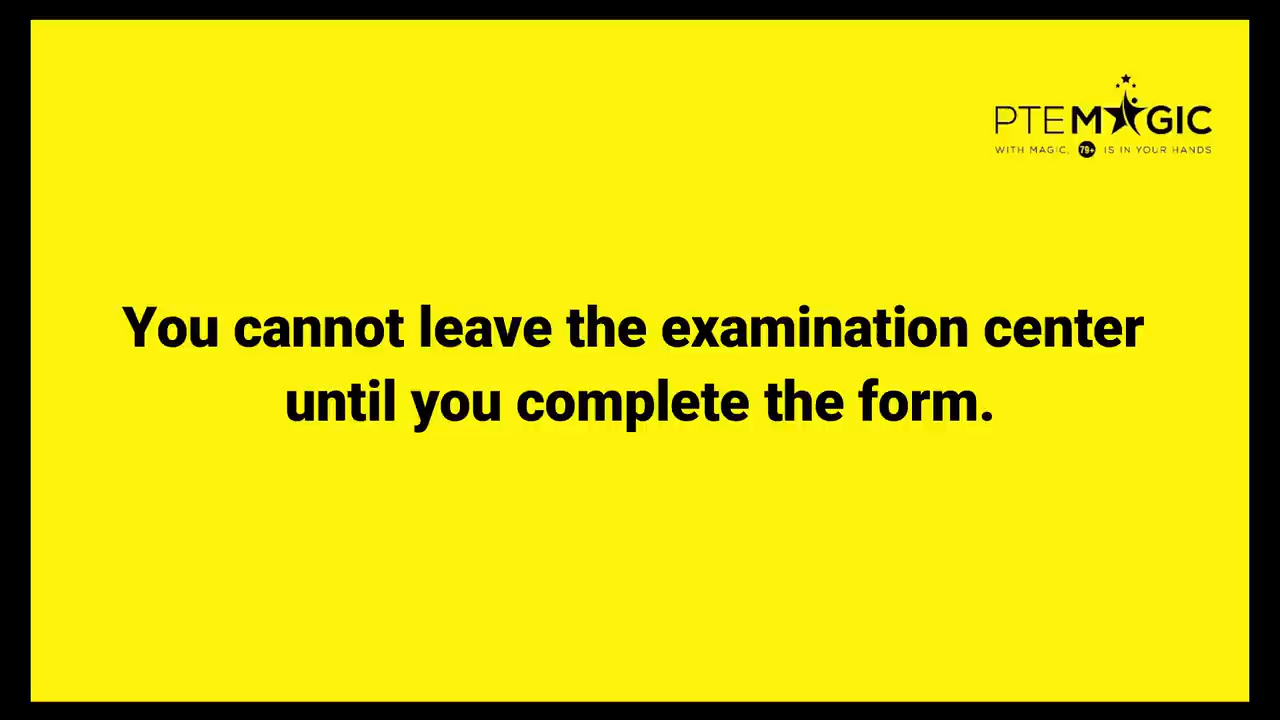 PTEMAGIC
WITH MAGIC, 79+ IS IN YOUR HANDS
You cannot leave the examination center
until you complete the form.